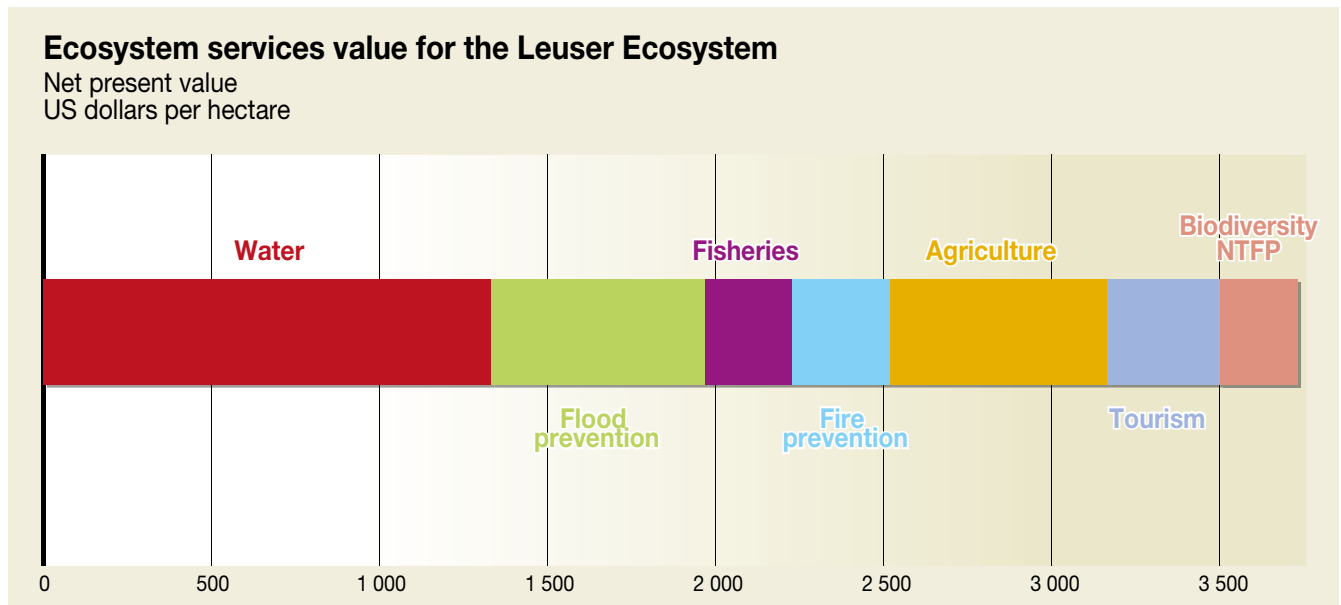 Ecosystem services value for the Leuser Ecosystem
Net present value
US dollars per hectare
Biodiversity
Water
Fisheries
Agriculture
NTFP
Flood
Fire
Tourism
prevention
prevention
0
500
1 000
1 500
2 000
2 500
3 000
3 500